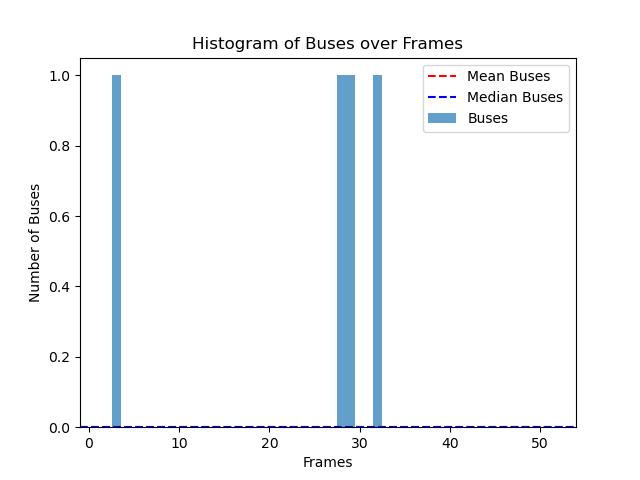 Histogram of Buses over Frames
Mean Buses
Median Buses
Buses
Number of Buses
1.0
0.8
0.6
0.4
0.2
0.0
0 10 20 30 40 50
Frames